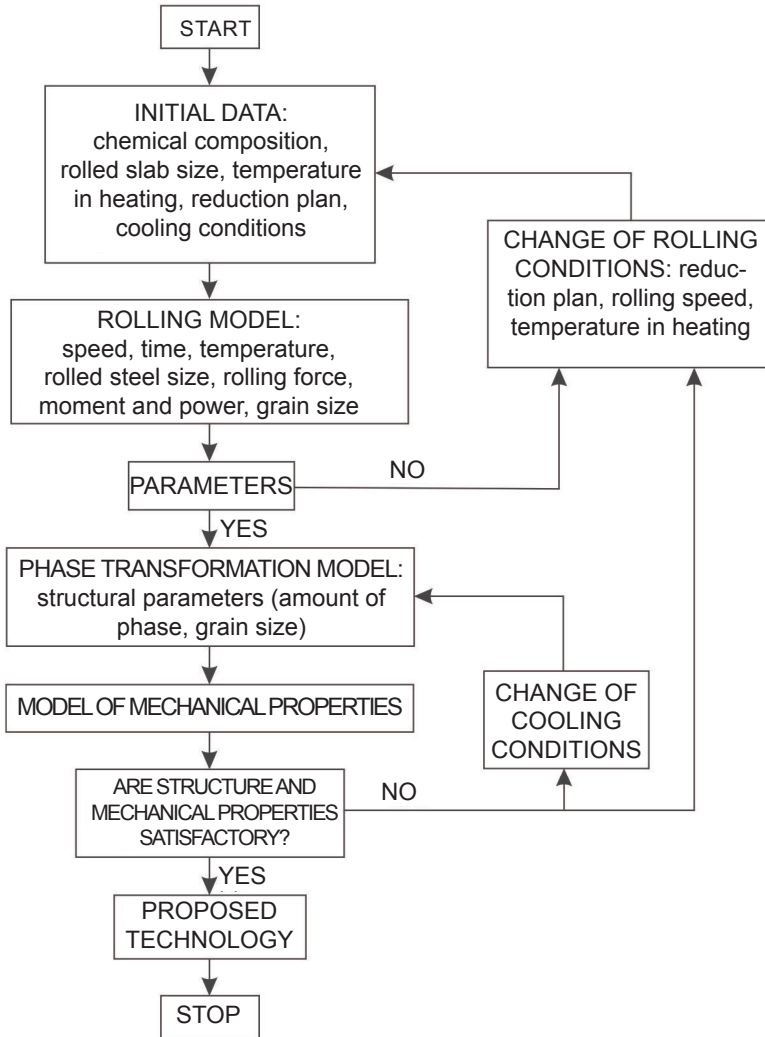 START
INITIAL DATA:
chemical composition,
rolled slab size, temperature
in heating, reduction plan,
cooling conditions
CHANGE OF ROLLING
CONDITIONS: reduc-
tion plan, rolling speed,
temperature in heating
ROLLING MODEL:
speed, time, temperature,
rolled steel size, rolling force,
moment and power, grain size
PARAMETERS
NO
YES
PHASE TRANSFORMATION MODEL:
structural parameters (amount of
phase, grain size)
MODEL OF MECHANICAL PROPERTIES
CHANGE OF
COOLING
CONDITIONS
ARE STRUCTURE AND
MECHANICAL PROPERTIES
SATISFACTORY?
NO
YES
PROPOSED
TECHNOLOGY
STOP